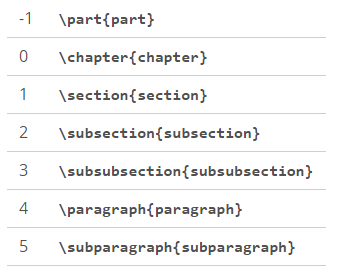 -1 \part{part}
0 \chapter{chapter}
1 \section{section}
2 \subsection{subsection}
3 \subsubsection{subsubsection}
4 \paragraph{paragraph}
5 \subparagraph{subparagraph}